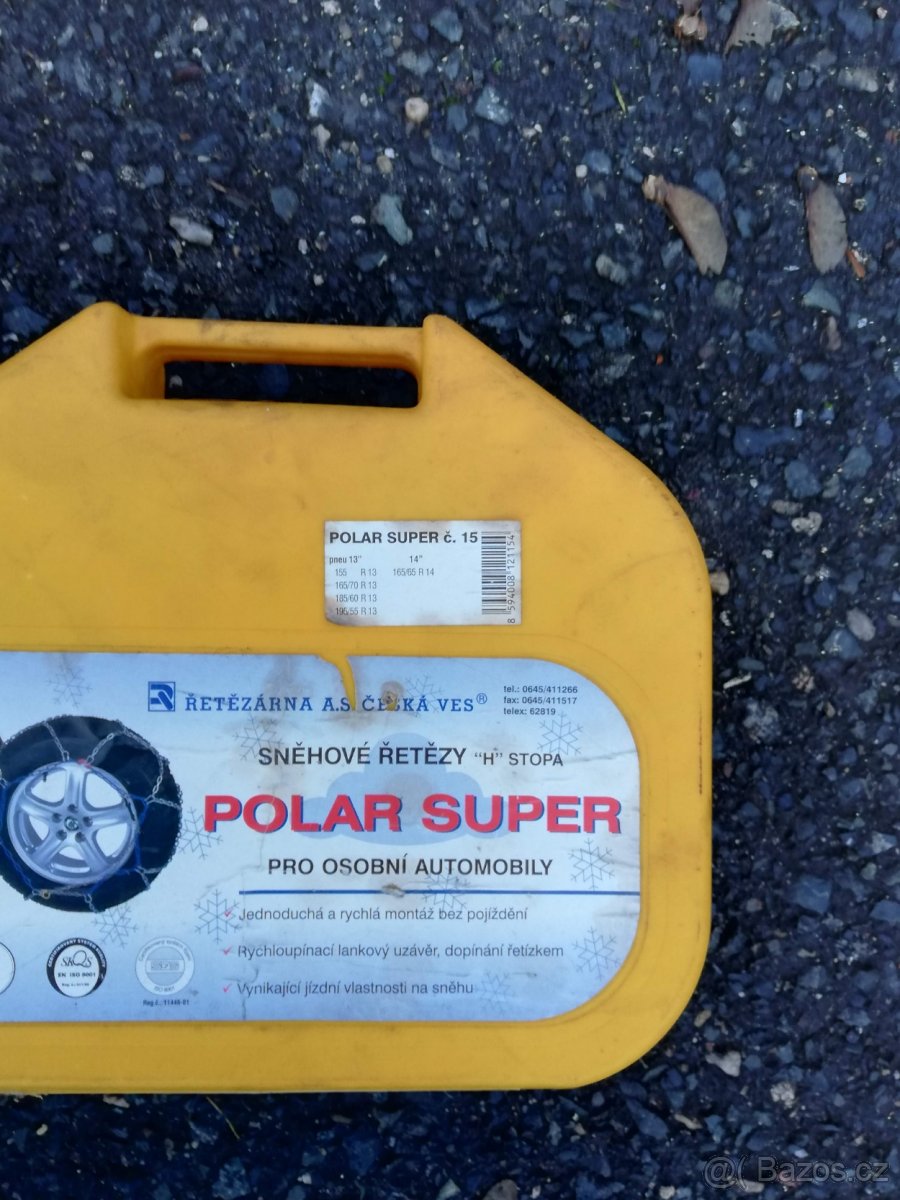 POLAR SUPER č. 15
pneu 13" 14"
155 R 13 165/65 R 14
165/70 R 13
185/60 R 13
195/55 R 13
8 594008 121154
ŘETĚZÁRNA A.S. ČESKÁ VES®
tel.: 0645/411266
fax: 0645/411517
telex: 62819
SNĚHOVÉ ŘETĚZY "H" STOPA
POLAR SUPER
PRO OSOBNÍ AUTOMOBILY
Jednoduchá a rychlá montáž bez pojíždění
Rychloupínací lankový uzávěr, dopínání řetízkem
Vynikající jízdní vlastnosti na sněhu
SJQS
EN ISO 9001
Reg.č.: 11446-01
@( Bazos.cz